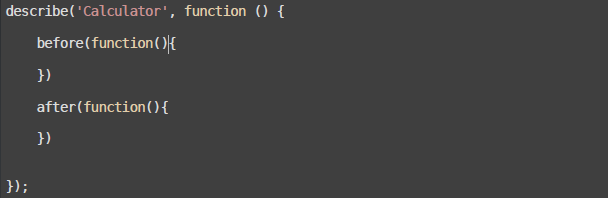 describe('Calculator', function () {
    before(function(){
    })
    after(function(){
    })
});